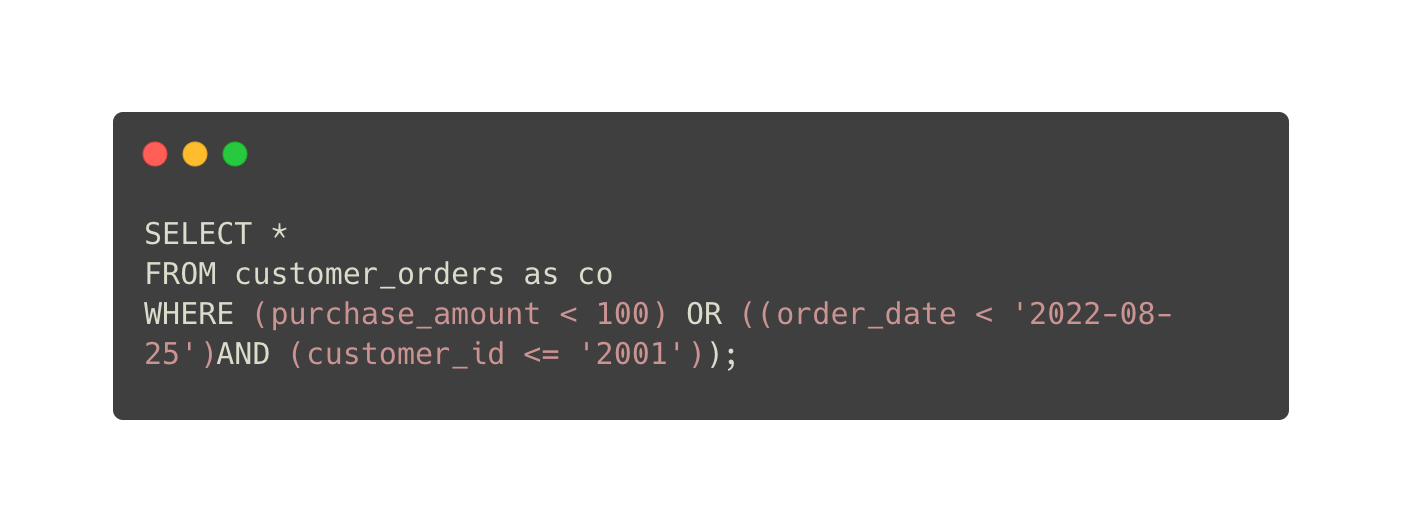 SELECT *
FROM customer_orders as co
WHERE (purchase_amount < 100) OR ((order_date < '2022-08-
25')AND (customer_id <= '2001'));